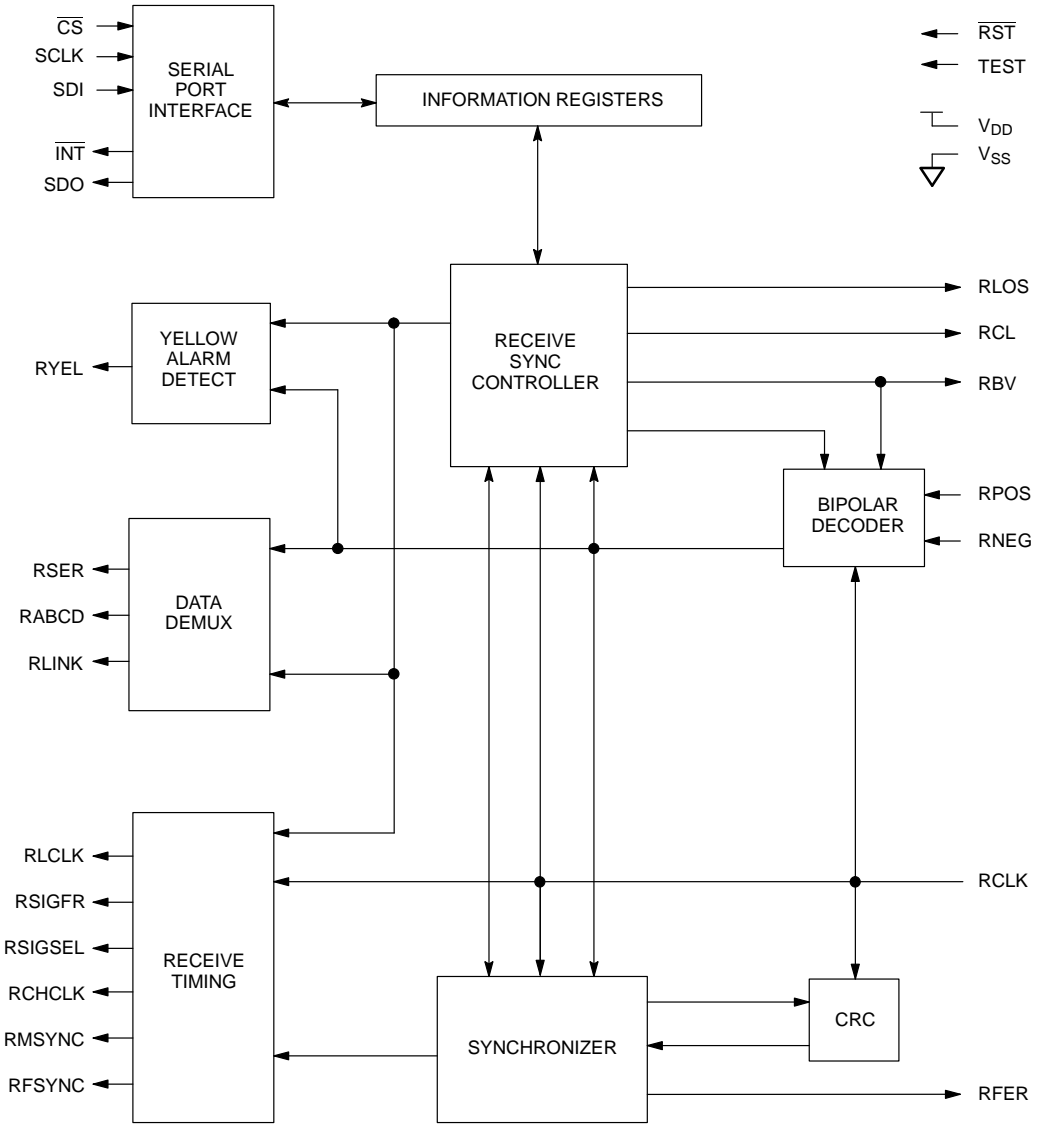 CS
SCLK
SDI
INT
SDO
SERIAL
PORT
INTERFACE
INFORMATION REGISTERS
RST
TEST
VDD
VSS
RYEL
YELLOW
ALARM
DETECT
RECEIVE
SYNC
CONTROLLER
RLOS
RCL
RBV
BIPOLAR
DECODER
RPOS
RNEG
RSER
RABCD
RLINK
DATA
DEMUX
RLCLK
RSIGFR
RSIGSEL
RCHCLK
RMSYNC
RFSYNC
RECEIVE
TIMING
SYNCHRONIZER
CRC
RCLK
RFER